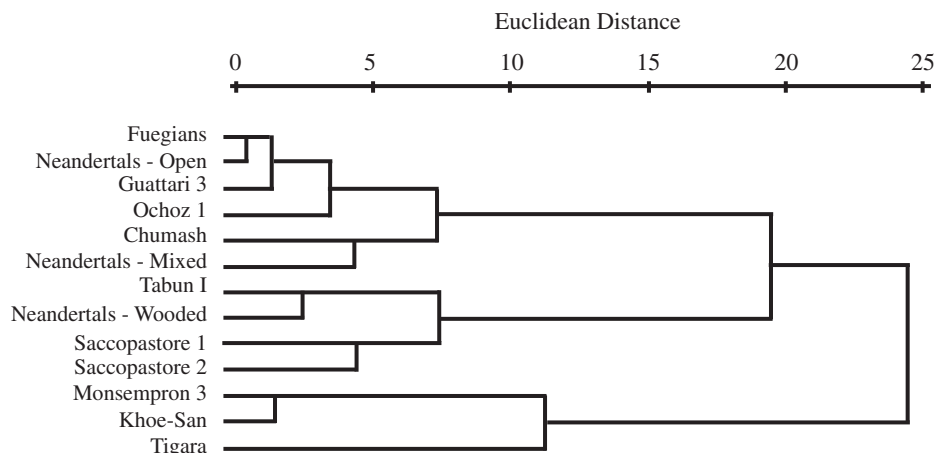 Euclidean Distance
0 5 10 15 20 25
Fuegians
Neandertals - Open
Guattari 3
Ochoz 1
Chumash
Neandertals - Mixed
Tabun I
Neandertals - Wooded
Saccopastore 1
Saccopastore 2
Monsempron 3
Khoe-San
Tigara